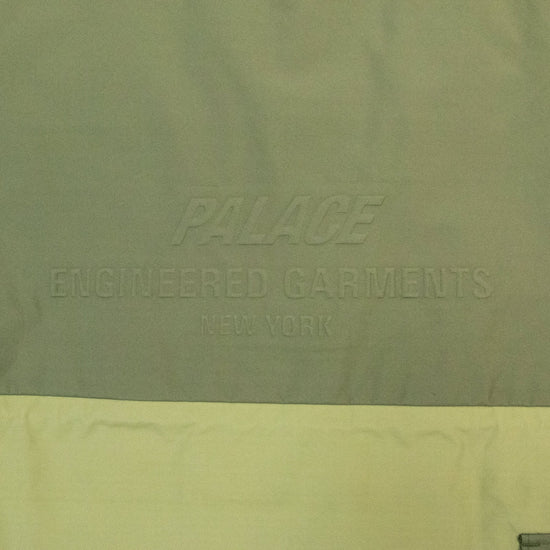 PALACE
ENGINEERED GARMENTS
NEW YORK